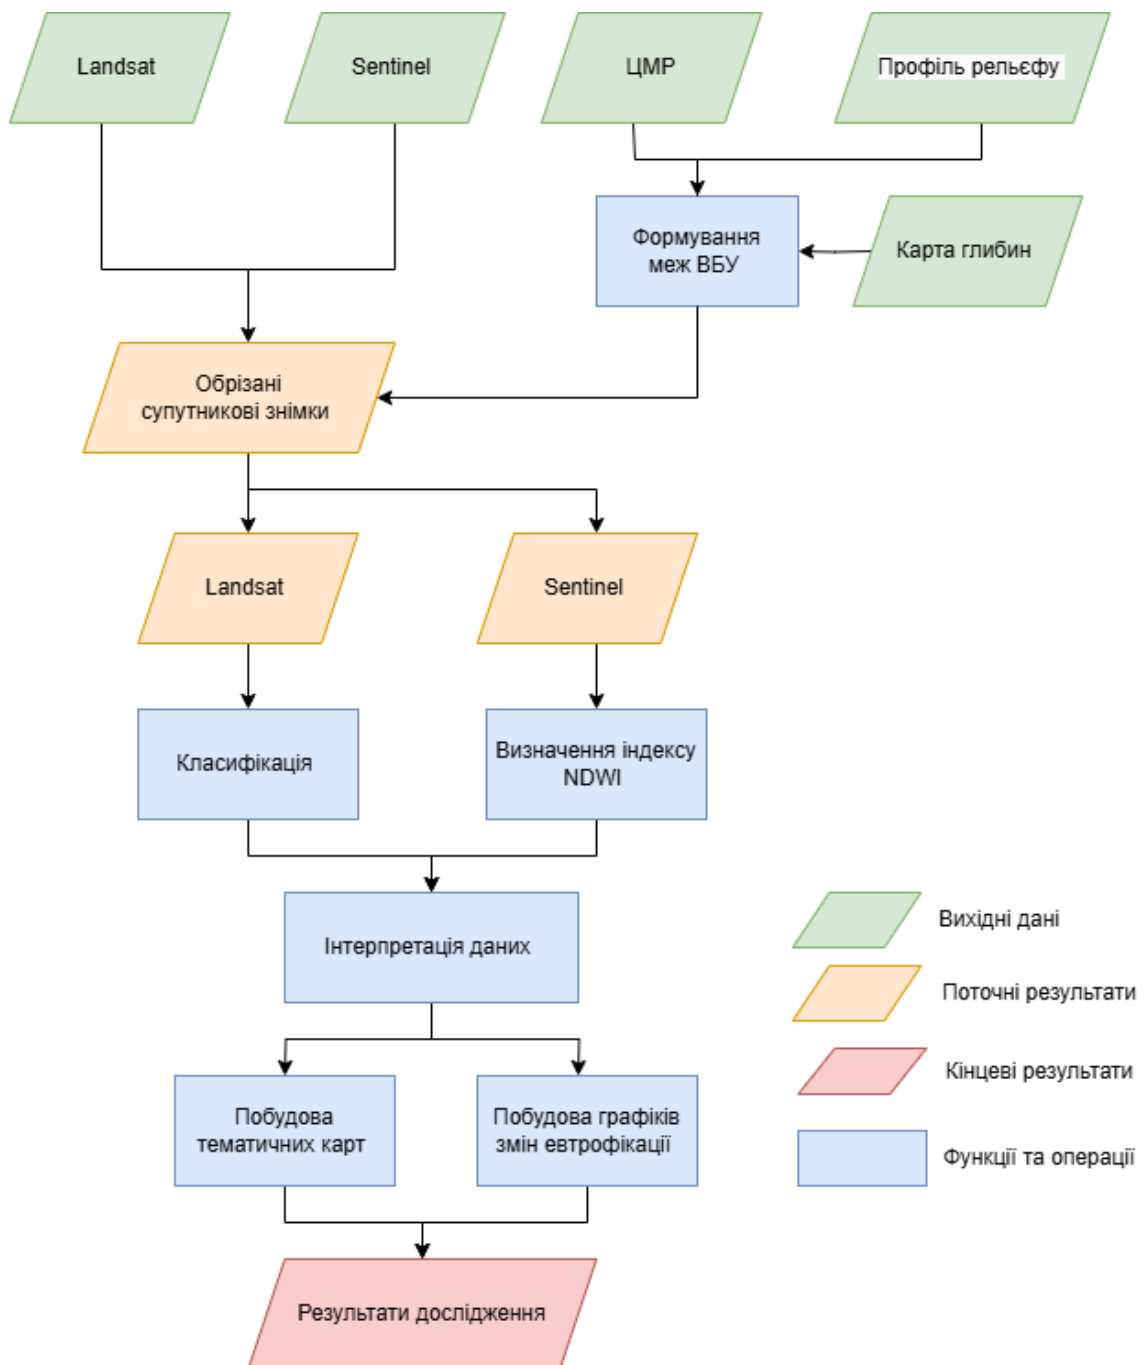 Landsat
Sentinel
ЦМР
Профіль рельєфу
Формування
меж ВБУ
Карта глибин
Обрізані
супутникові знімки
Landsat
Sentinel
Класифікація
Визначення індексу
NDWI
Інтерпретація даних
Вихідні дані
Поточні результати
Кінцеві результати
Функції та операції
Побудова
тематичних карт
Побудова графіків
змін евтрофікації
Результати дослідження